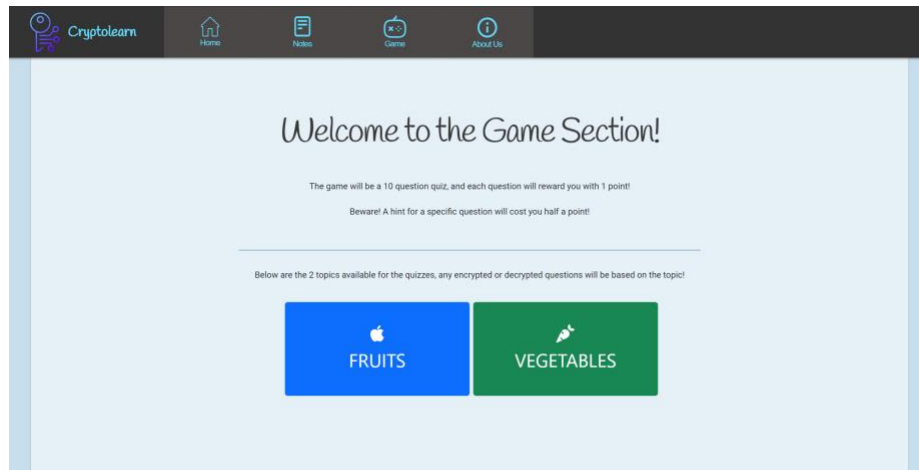 Cryptolearn
Home
Notes
Game
About Us
Welcome to the Game Section!
The game will be a 10 question quiz, and each question will reward you with 1 point!
Beware! A hint for a specific question will cost you half a point!
Below are the 2 topics available for the quizzes, any encrypted or decrypted questions will be based on the topic!
FRUITS
VEGETABLES